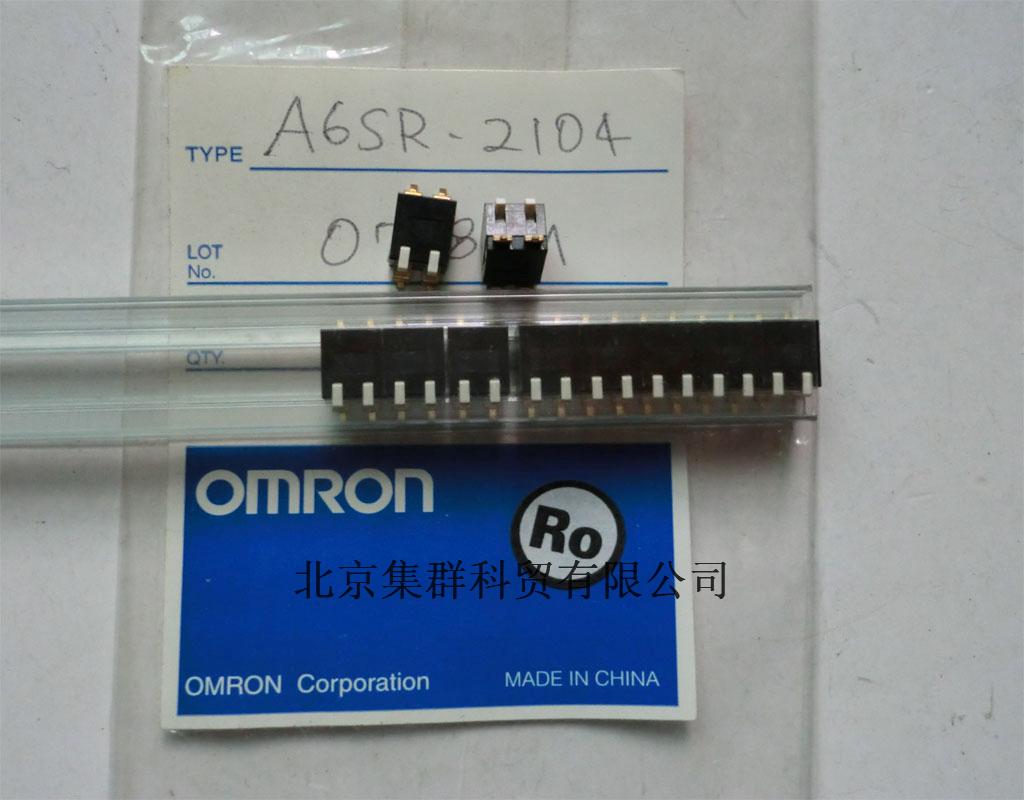 TYPE A6SR-2104
LOT
No.
QTY.
OMRON
Ro
北京集群科贸有限公司
OMRON Corporation MADE IN CHINA